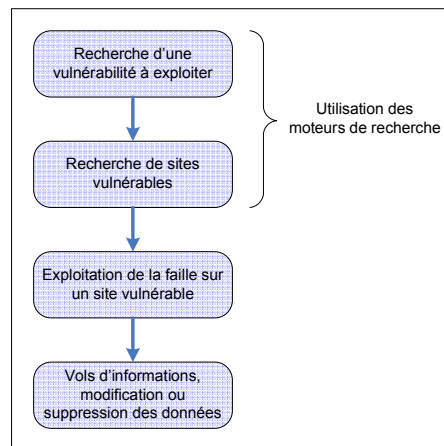 Recherche d'une
vulnérabilité à exploiter
Utilisation des
moteurs de recherche
Recherche de sites
vulnérables
Exploitation de la faille sur
un site vulnérable
Vols d'informations,
modification ou
suppression des données